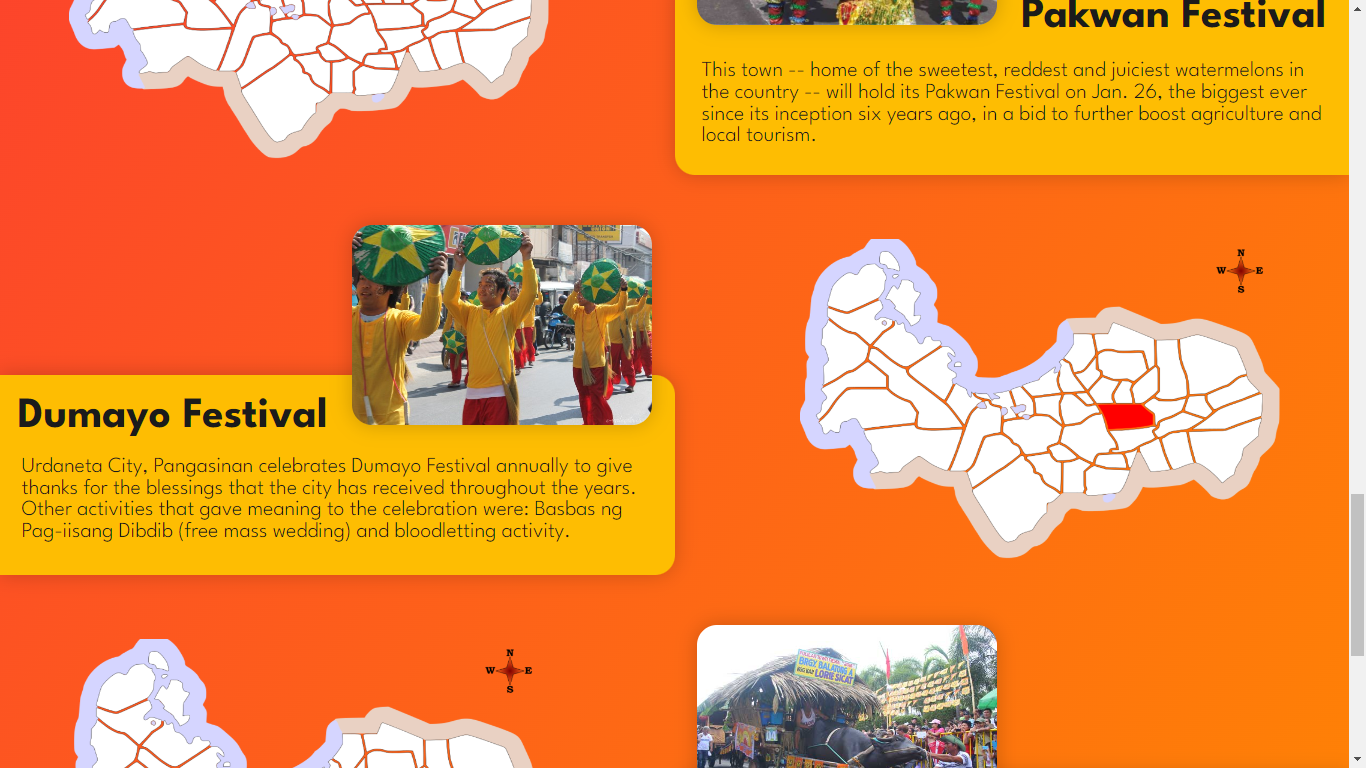 Pakwan Festival
This town -- home of the sweetest, reddest and juiciest watermelons in
the country -- will hold its Pakwan Festival on Jan. 26, the biggest ever
since its inception six years ago, in a bid to further boost agriculture and
local tourism.
N
W E
S
Dumayo Festival
Urdaneta City, Pangasinan celebrates Dumayo Festival annually to give
thanks for the blessings that the city has received throughout the years.
Other activities that gave meaning to the celebration were: Basbas ng
Pag-iisang Dibdib (free mass wedding) and bloodletting activity.
N
W E
S
BRGY. BALATING
LORIE SICAT